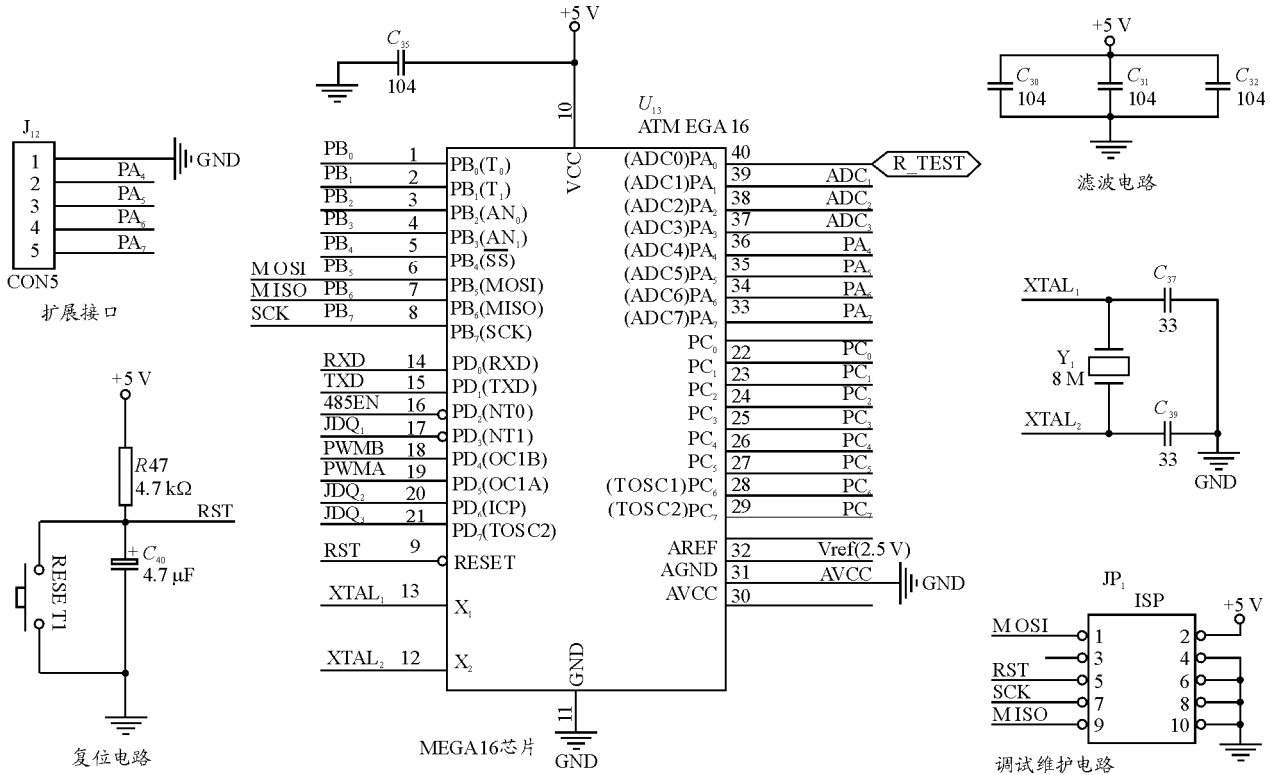 +5 V
C35
104
10
U13
ATM EGA 16
VCC
PB0 1 PB0(T0)
PB1 2 PB1(T1)
PB2 3 PB2(AN0)
PB3 4 PB3(AN1)
PB4 5 PB4(SS)
MOSI PB5 6 PB5(MOSI)
MISO PB6 7 PB6(MISO)
SCK PB7 8 PB7(SCK)
RXD 14 PD0(RXD)
TXD 15 PD1(TXD)
485EN 16 PD2(NT0)
JDQ1 17 PD3(NT1)
PWMB 18 PD4(OC1B)
PWMA 19 PD5(OC1A)
JDQ2 20 PD6(ICP)
JDQ3 21 PD7(TOSC2)
RST 9 RESET
XTAL1 13 X1
XTAL2 12 X2
(ADC0)PA0 40 R_TEST
(ADC1)PA1 39 ADC1
(ADC2)PA2 38 ADC2
(ADC3)PA3 37 ADC3
(ADC4)PA4 36 PA4
(ADC5)PA5 35 PA5
(ADC6)PA6 34 PA6
(ADC7)PA7 33 PA7
PC0 22 PC0
PC1 23 PC1
PC2 24 PC2
PC3 25 PC3
PC4 26 PC4
PC5 27 PC5
(TOSC1)PC6 28 PC6
(TOSC2)PC7 29 PC7
AREF 32 Vref(2.5 V)
AGND 31 AVCC GND
AVCC 30
GND
11
GND
MEGA16芯片
J12
1 GND
2 PA4
3 PA5
4 PA6
5 PA7
CON5
扩展接口
+5 V
R47
4.7 kΩ
RST
+ C40
4.7 μF
RESE T1
复位电路
+5 V
C30 C31 C32
104 104 104
滤波电路
XTAL1 C37
33
Y1
8 M
XTAL2 C39
33
GND
JP1
ISP
+5 V
MOSI 1 2
3 4
RST 5 6
SCK 7 8
MISO 9 10
调试维护电路